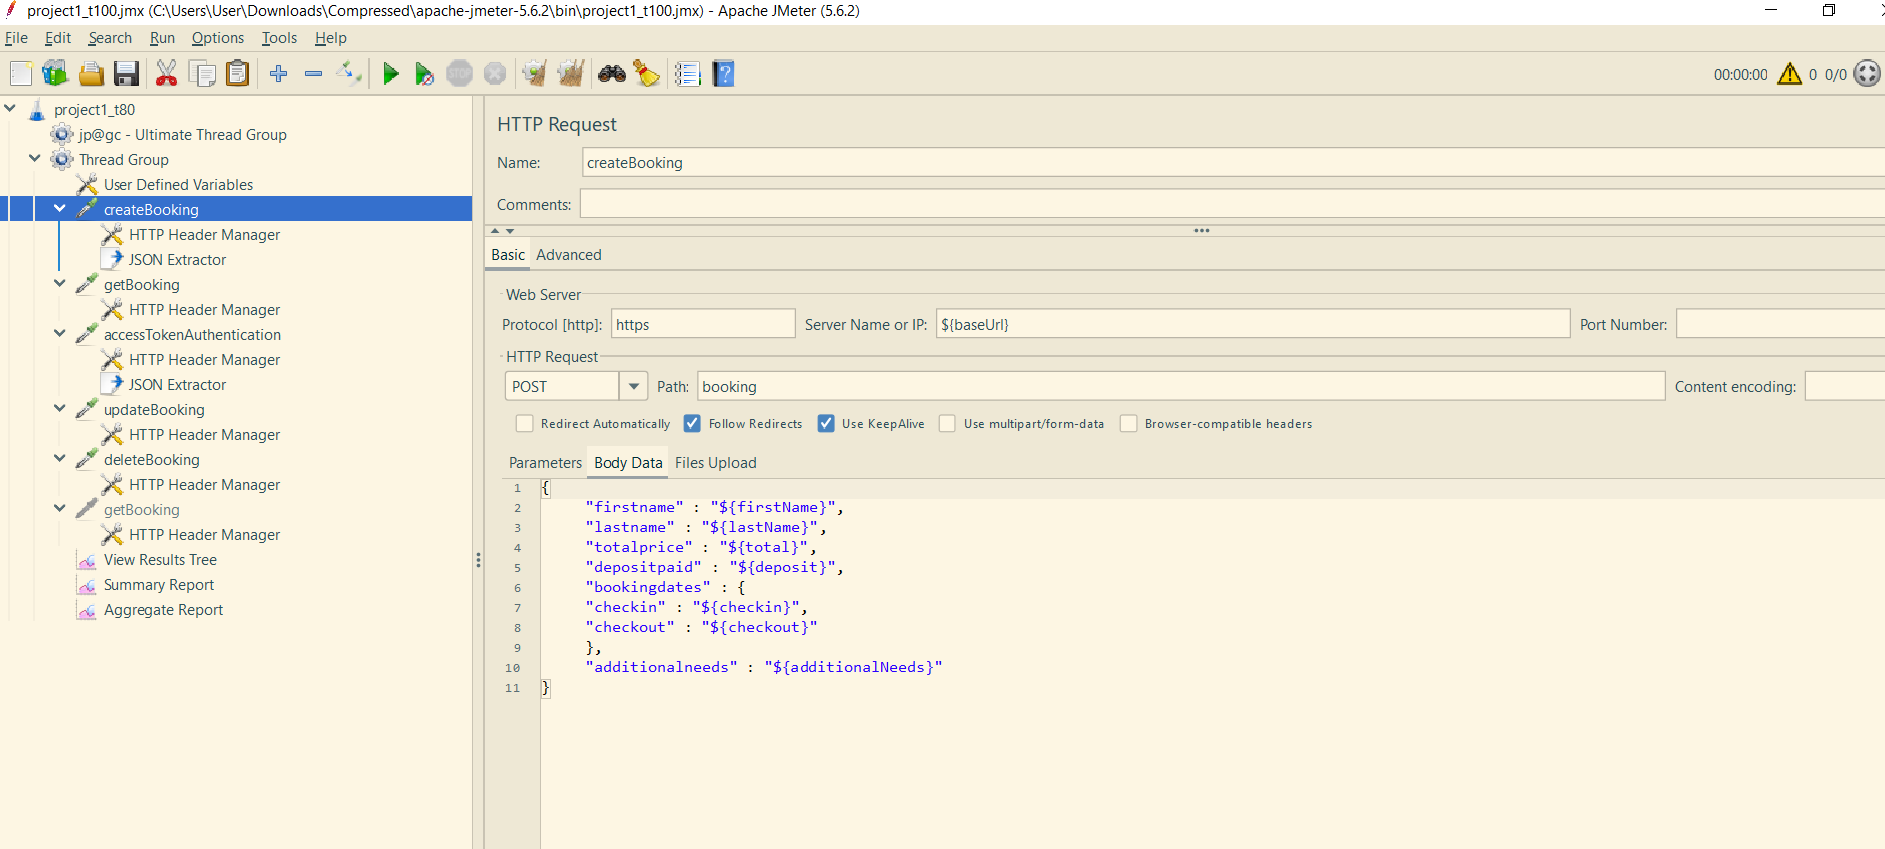 project1_t100.jmx (C:\Users\User\Downloads\Compressed\apache-jmeter-5.6.2\bin\project1_t100.jmx) - Apache JMeter (5.6.2)
File Edit Search Run Options Tools Help
STOP
00:00:00 0 0/0
project1_t80
jp@gc - Ultimate Thread Group
Thread Group
User Defined Variables
createBooking
HTTP Header Manager
JSON Extractor
getBooking
HTTP Header Manager
accessTokenAuthentication
HTTP Header Manager
JSON Extractor
updateBooking
HTTP Header Manager
deleteBooking
HTTP Header Manager
getBooking
HTTP Header Manager
View Results Tree
Summary Report
Aggregate Report
HTTP Request
Name: createBooking
Comments:
Basic Advanced
Web Server
Protocol [http]: https Server Name or IP: ${baseUrl} Port Number:
HTTP Request
POST Path: booking Content encoding:
Redirect Automatically Follow Redirects Use KeepAlive Use multipart/form-data Browser-compatible headers
Parameters Body Data Files Upload
1 {
2 "firstname" : "${firstName}",
3 "lastname" : "${lastName}",
4 "totalprice" : "${total}",
5 "depositpaid" : "${deposit}",
6 "bookingdates" : {
7 "checkin" : "${checkin}",
8 "checkout" : "${checkout}"
9 },
10 "additionalneeds" : "${additionalNeeds}"
11 }